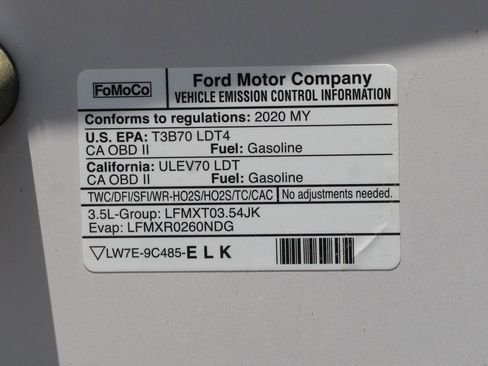 FoMoCo
Ford Motor Company
VEHICLE EMISSION CONTROL INFORMATION
Conforms to regulations: 2020 MY
U.S. EPA: T3B70 LDT4
CA OBD II Fuel: Gasoline
California: ULEV70 LDT
CA OBD II Fuel: Gasoline
TWC/DFI/SFI/WR-HO2S/HO2S/TC/CAC No adjustments needed.
3.5L-Group: LFMXT03.54JK
Evap: LFMXR0260NDG
LW7E-9C485-ELK